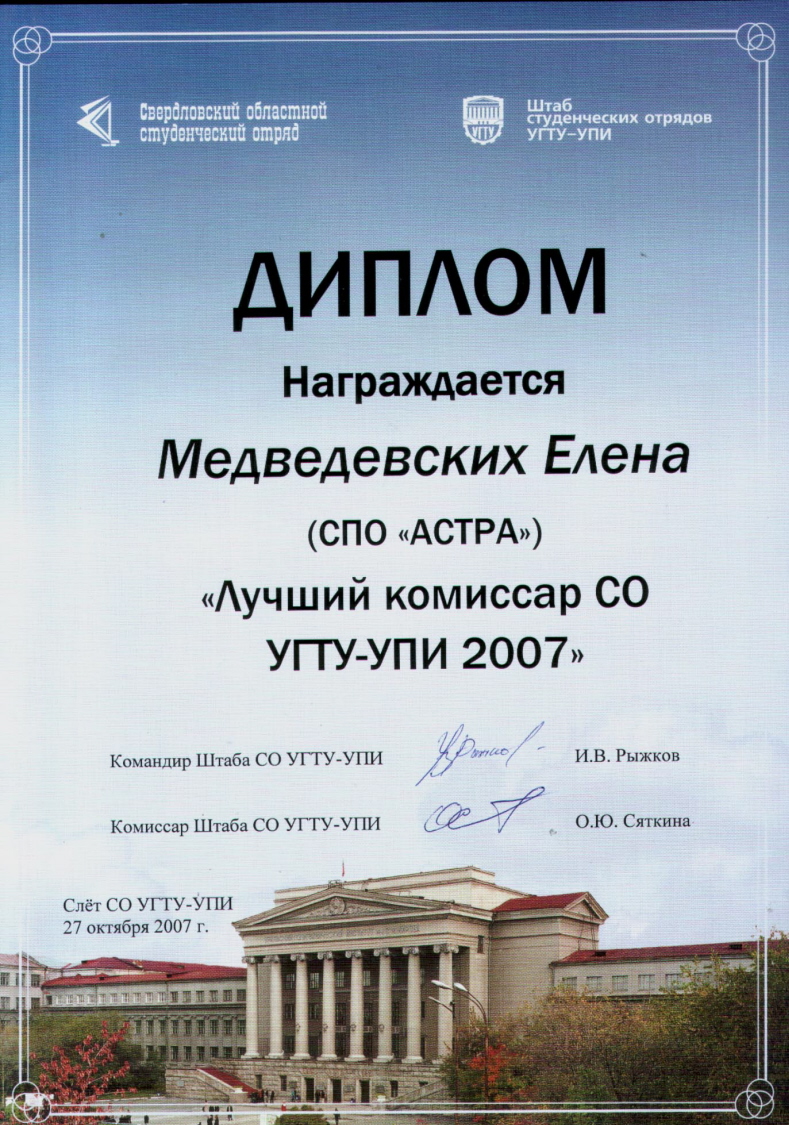 Свердловский областной
студенческий отряд
Штаб
студенческих отрядов
УГТУ-УПИ
УГТУ
ДИПЛОМ
Награждается
Медведевских Елена
(СПО «АСТРА»)
«Лучший комиссар СО
УГТУ-УПИ 2007»
Командир Штаба СО УГТУ-УПИ
И.В. Рыжков
Комиссар Штаба СО УГТУ-УПИ
О.Ю. Сяткина
Слёт СО УГТУ-УПИ
27 октября 2007 г.